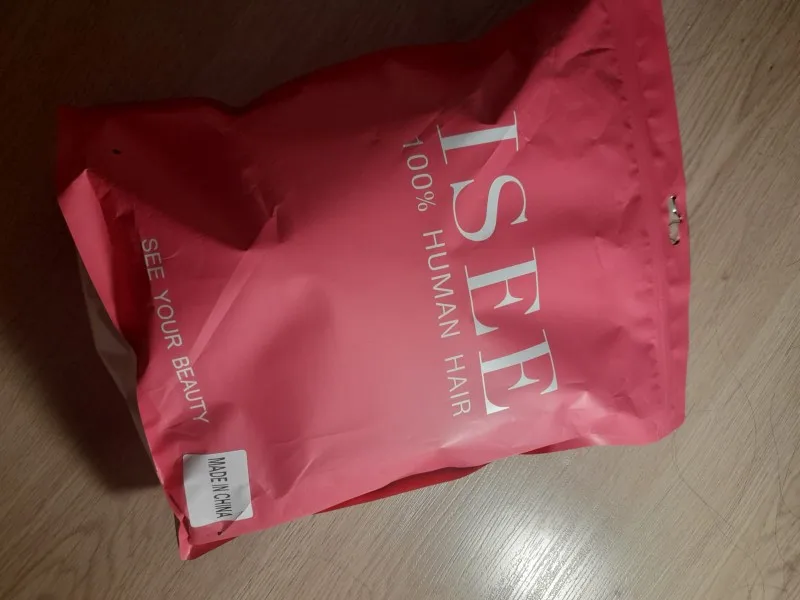 ISEE
100% HUMAN HAIR
SEE YOUR BEAUTY
MADE IN CHINA